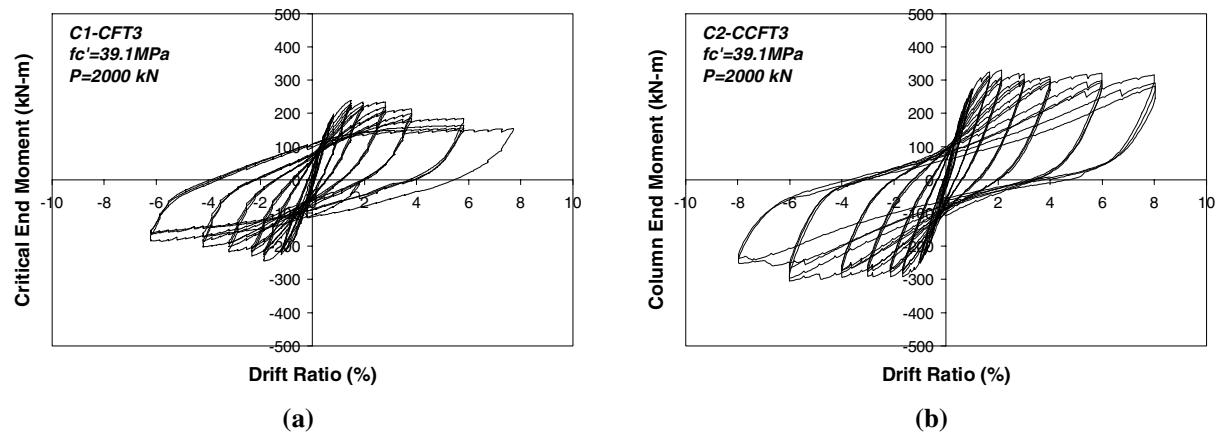 C1-CFT3
fc'=39.1MPa
P=2000 kN
Critical End Moment (kN-m)
500
400
300
200
100
0
-100
-200
-300
-400
-500
-10 -8 -6 -4 -2 0 2 4 6 8 10
Drift Ratio (%)
(a)
C2-CCFT3
fc'=39.1MPa
P=2000 kN
Column End Moment (kN-m)
500
400
300
200
100
0
-100
-200
-300
-400
-500
-10 -8 -6 -4 -2 0 2 4 6 8 10
Drift Ratio (%)
(b)